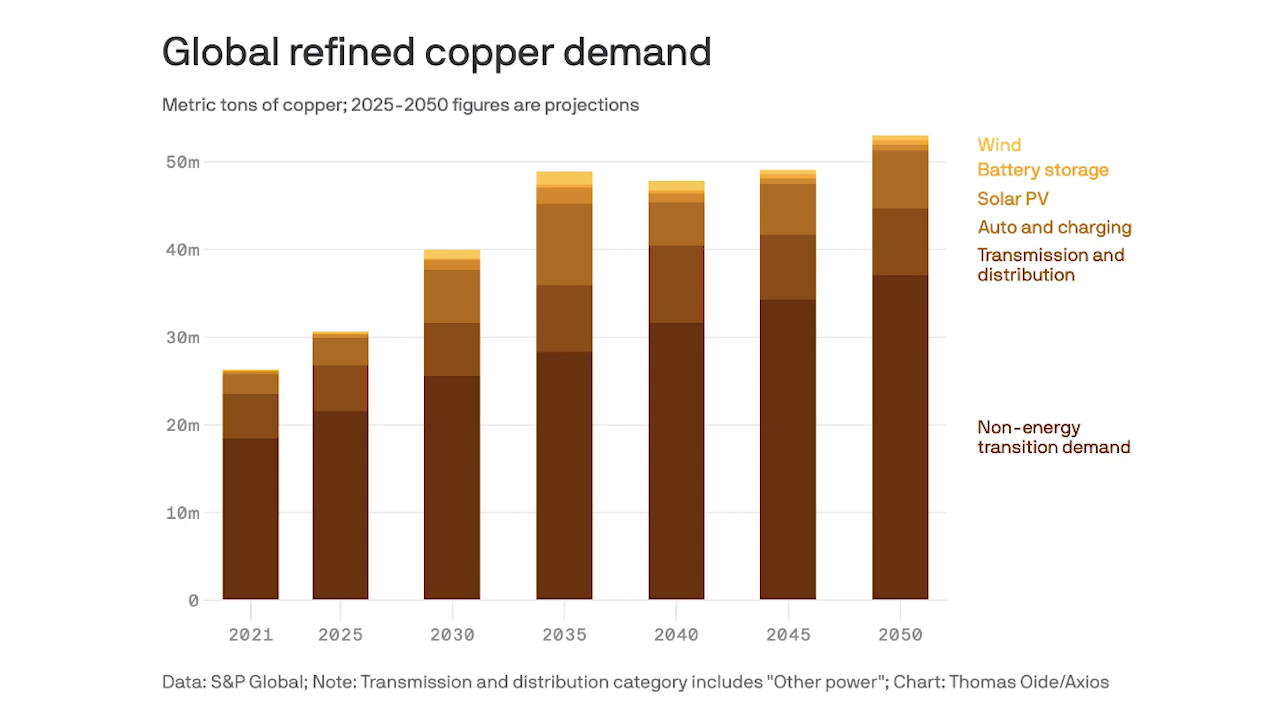 Global refined copper demand
Metric tons of copper; 2025-2050 figures are projections
50m
40m
30m
20m
10m
0
2021 2025 2030 2035 2040 2045 2050
Wind
Battery storage
Solar PV
Auto and charging
Transmission and
distribution
Non-energy
transition demand
Data: S&P Global; Note: Transmission and distribution category includes "Other power"; Chart: Thomas Oide/Axios